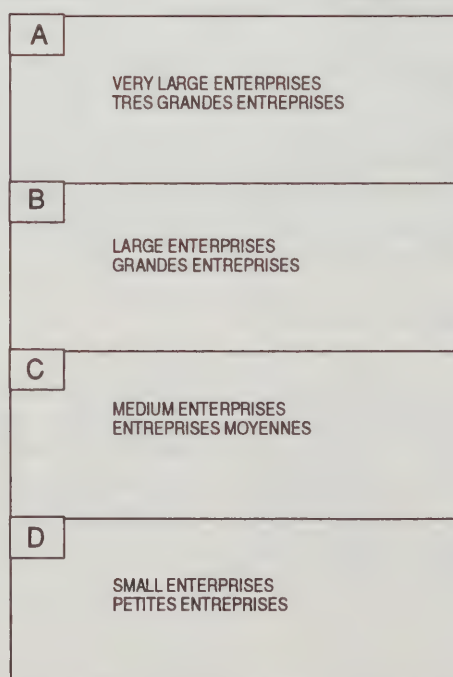 A
VERY LARGE ENTERPRISES
TRES GRANDES ENTREPRISES
B
LARGE ENTERPRISES
GRANDES ENTREPRISES
C
MEDIUM ENTERPRISES
ENTREPRISES MOYENNES
D
SMALL ENTERPRISES
PETITES ENTREPRISES